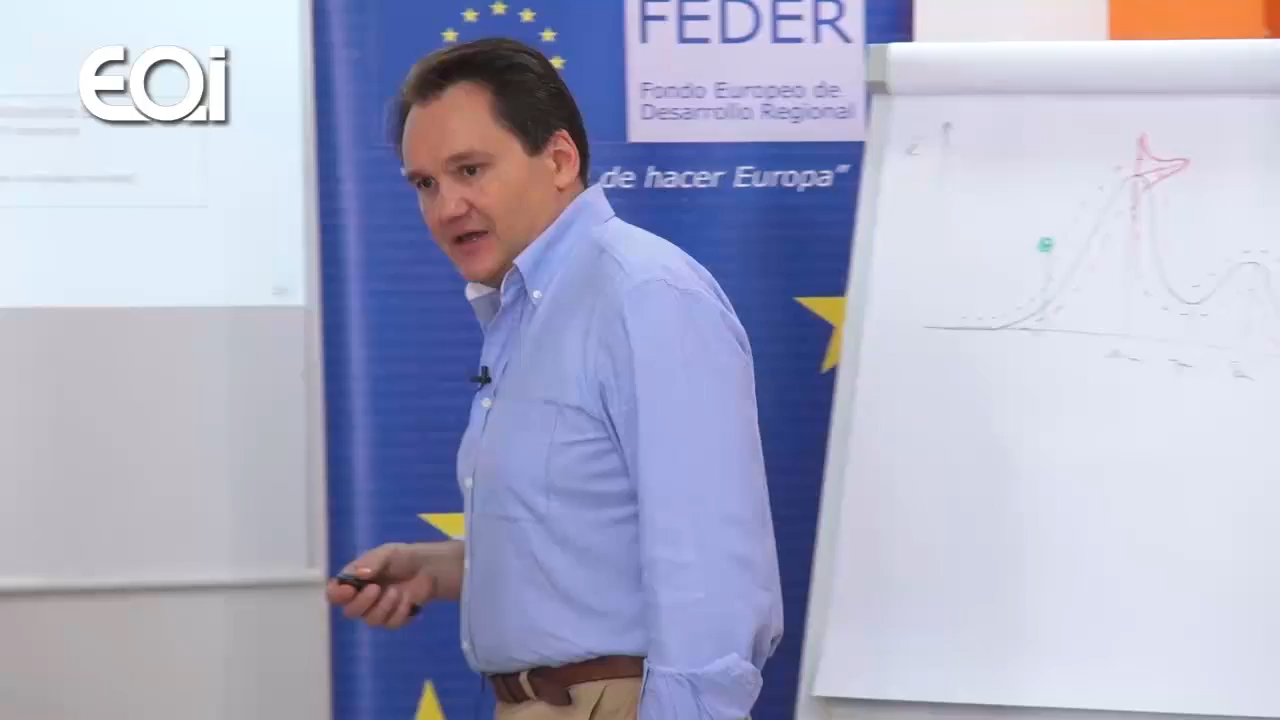 EOi
FEDER
Fondo Europeo de
Desarrollo Regional
de hacer Europa”